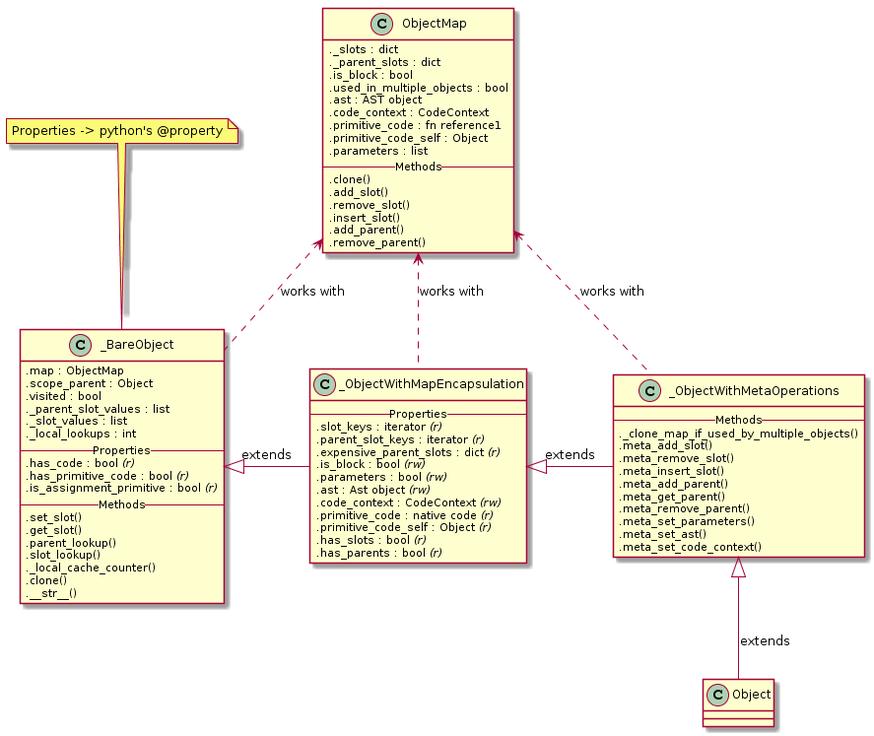 C ObjectMap
._slots : dict
._parent_slots : dict
.is_block : bool
.used_in_multiple_objects : bool
.ast : AST object
.code_context : CodeContext
.primitive_code : fn reference1
.primitive_code_self : Object
.parameters : list
Methods
.clone()
.add_slot()
.remove_slot()
.insert_slot()
.add_parent()
.remove_parent()
Properties -> python's @property
works with
works with
works with
C _BareObject
.map : ObjectMap
.scope_parent : Object
.visited : bool
._parent_slot_values : list
._slot_values : list
._local_lookups : int
Properties
.has_code : bool (r)
.has_primitive_code : bool (r)
.is_assignment_primitive : bool (r)
Methods
.set_slot()
.get_slot()
.parent_lookup()
.slot_lookup()
._local_cache_counter()
.clone()
.__str__()
extends
C _ObjectWithMapEncapsulation
Properties
.slot_keys : iterator (r)
.parent_slot_keys : iterator (r)
.expensive_parent_slots : dict (r)
.is_block : bool (rw)
.parameters : bool (rw)
.ast : Ast object (rw)
.code_context : CodeContext (rw)
.primitive_code : native code (r)
.primitive_code_self : Object (r)
.has_slots : bool (r)
.has_parents : bool (r)
extends
C _ObjectWithMetaOperations
Methods
._clone_map_if_used_by_multiple_objects()
.meta_add_slot()
.meta_remove_slot()
.meta_insert_slot()
.meta_add_parent()
.meta_get_parent()
.meta_remove_parent()
.meta_set_parameters()
.meta_set_ast()
.meta_set_code_context()
extends
C Object